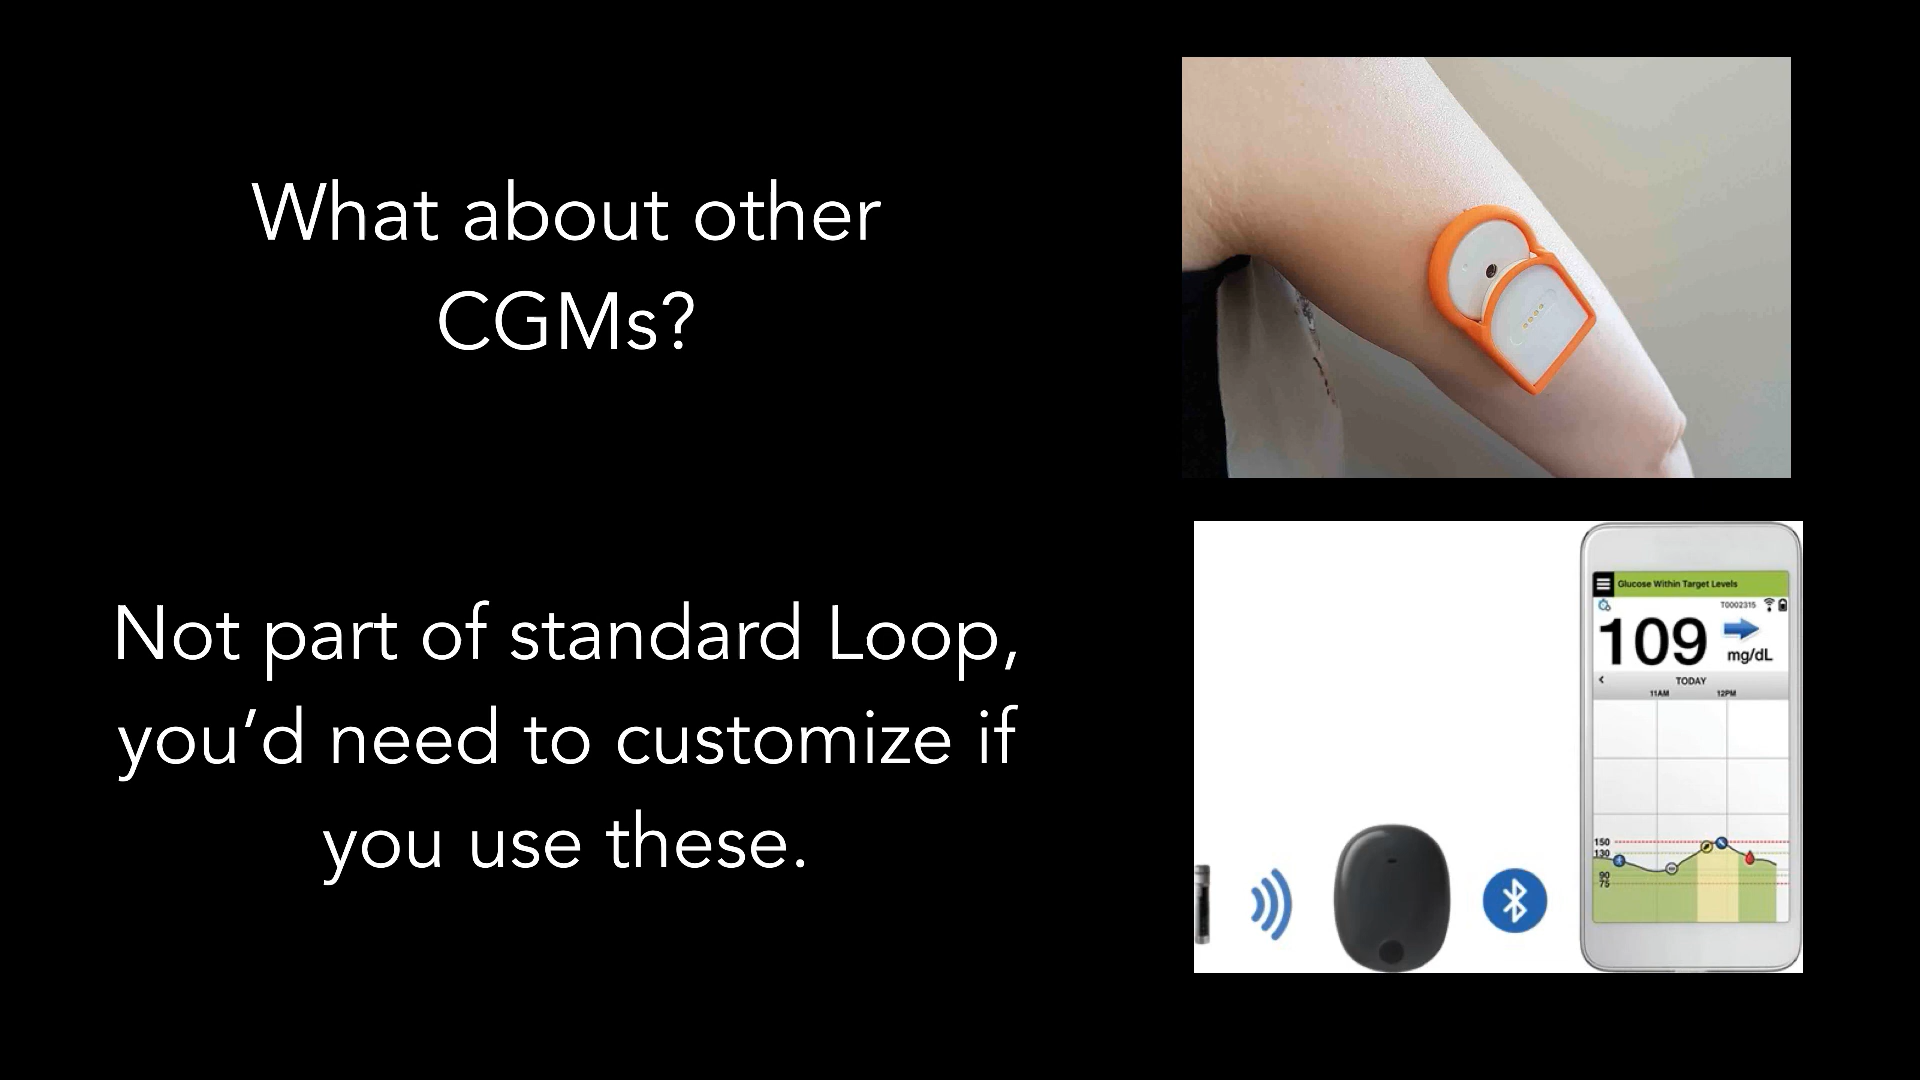 What about other
CGMs?
Not part of standard Loop,
you’d need to customize if
you use these.
Glucose Within Target Levels
T0002315
109
mg/dL
TODAY
11AM 12PM
150
130
90
75